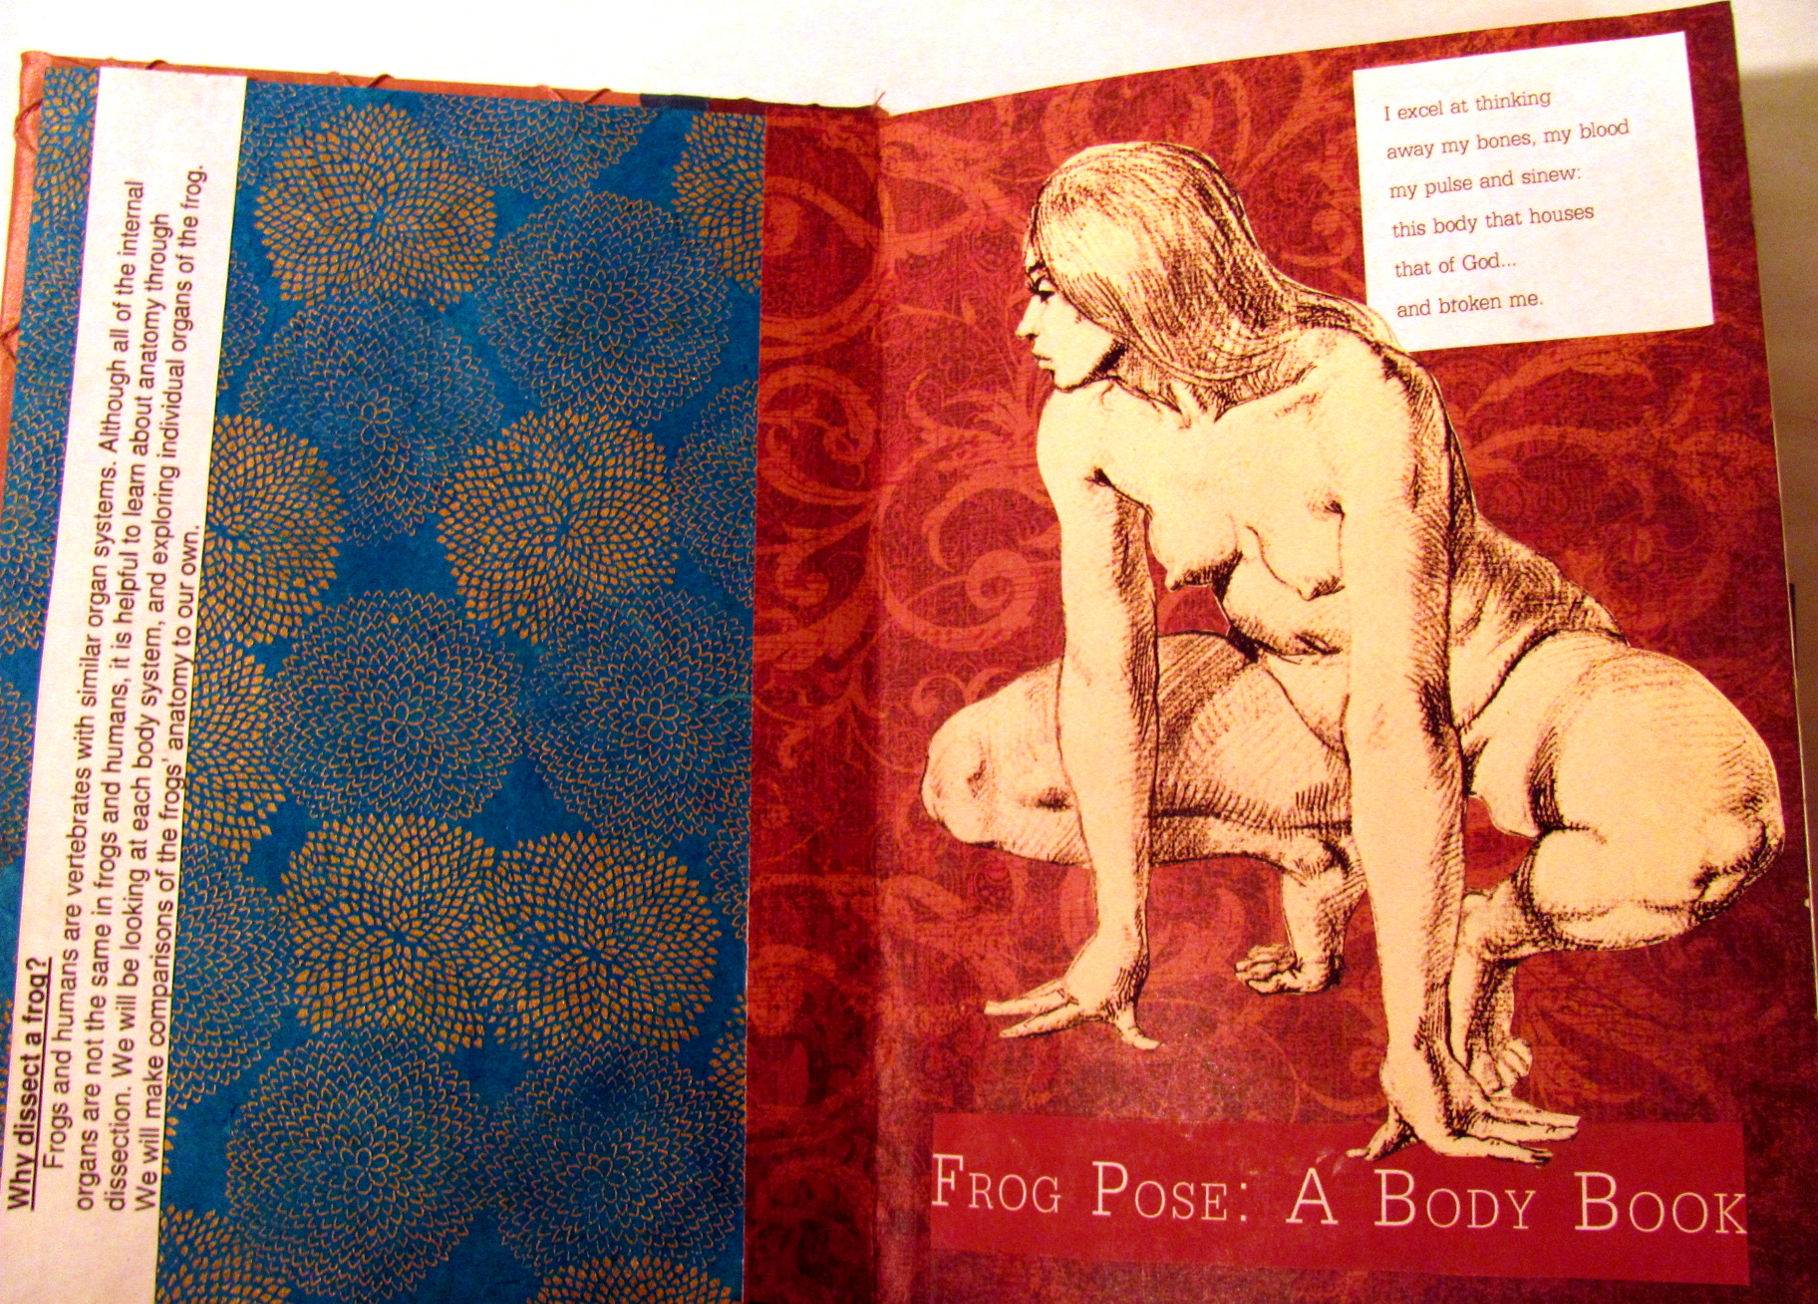 Why dissect a frog?
Frogs and humans are vertebrates with similar organ systems. Although all of the internal
organs are not the same in frogs and humans, it is helpful to learn about anatomy through
dissection. We will be looking at each body system, and exploring individual organs of the frog.
We will make comparisons of the frogs' anatomy to our own.
I excel at thinking
away my bones, my blood
my pulse and sinew:
this body that houses
that of God...
and broken me.
FROG POSE: A BODY BOOK